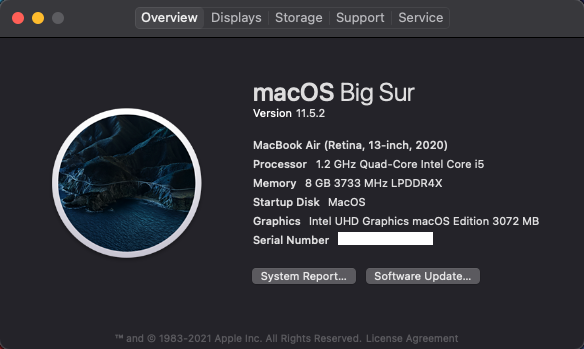 Overview Displays Storage Support Service
macOS Big Sur
Version 11.5.2
MacBook Air (Retina, 13-inch, 2020)
Processor 1.2 GHz Quad-Core Intel Core i5
Memory 8 GB 3733 MHz LPDDR4X
Startup Disk MacOS
Graphics Intel UHD Graphics macOS Edition 3072 MB
Serial Number
System Report... Software Update...
™ and © 1983-2021 Apple Inc. All Rights Reserved. License Agreement